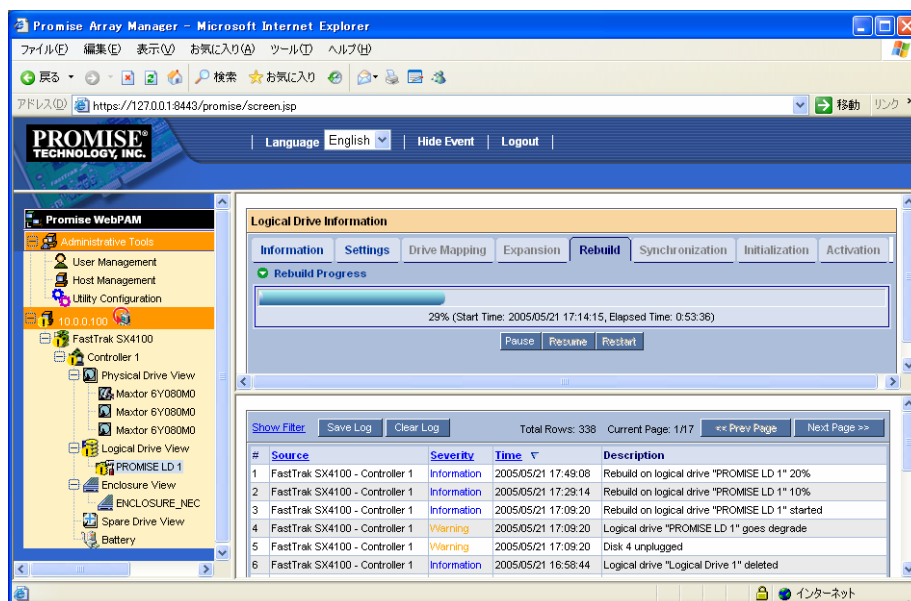 Promise Array Manager - Microsoft Internet Explorer
ファイル(F) 編集(E) 表示(V) お気に入り(A) ツール(T) ヘルプ(H)
戻る 検索 お気に入り
アドレス(D) https://127.0.0.1:8443/promise/screen.jsp 移動 リンク »
PROMISE®
TECHNOLOGY, INC.
| Language English | Hide Event | Logout |
Promise WebPAM
Administrative Tools
User Management
Host Management
Utility Configuration
10.0.0.100
FastTrak SX4100
Controller 1
Physical Drive View
Maxtor 6Y080M0
Maxtor 6Y080M0
Maxtor 6Y080M0
Logical Drive View
PROMISE LD 1
Enclosure View
ENCLOSURE_NEC
Spare Drive View
Battery
Logical Drive Information
Information Settings Drive Mapping Expansion Rebuild Synchronization Initialization Activation
Rebuild Progress
29% (Start Time: 2005/05/21 17:14:15, Elapsed Time: 0:53:36)
Pause Resume Restart
Show Filter Save Log Clear Log Total Rows: 338 Current Page: 1/17 << Prev Page Next Page >>
# Source Severity Time Description
1 FastTrak SX4100 - Controller 1 Information 2005/05/21 17:49:08 Rebuild on logical drive "PROMISE LD 1" 20%
2 FastTrak SX4100 - Controller 1 Information 2005/05/21 17:29:14 Rebuild on logical drive "PROMISE LD 1" 10%
3 FastTrak SX4100 - Controller 1 Information 2005/05/21 17:09:20 Rebuild on logical drive "PROMISE LD 1" started
4 FastTrak SX4100 - Controller 1 Warning 2005/05/21 17:09:20 Logical drive "PROMISE LD 1" goes degrade
5 FastTrak SX4100 - Controller 1 Warning 2005/05/21 17:09:20 Disk 4 unplugged
6 FastTrak SX4100 - Controller 1 Information 2005/05/21 16:58:44 Logical drive "Logical Drive 1" deleted
インターネット